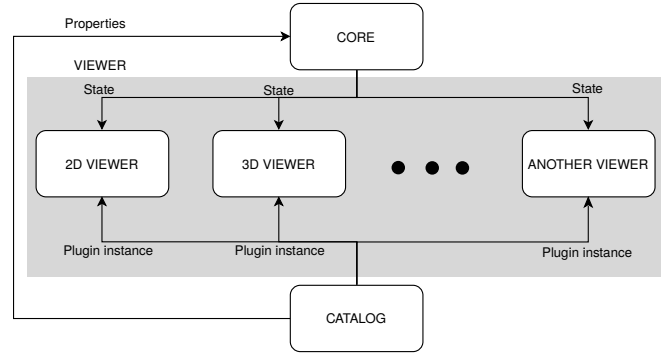 Properties
CORE
VIEWER
State
State
State
2D VIEWER
3D VIEWER
ANOTHER VIEWER
Plugin instance
Plugin instance
Plugin instance
CATALOG